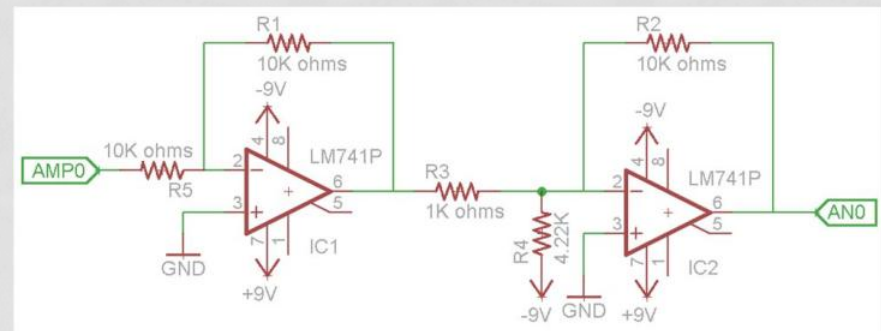 R1
10K ohms
-9V
4
8
10K ohms
AMP0
R5
2
3
LM741P
6
5
7
1
IC1
GND
+9V
R3
1K ohms
R4
4.22K
-9V
R2
10K ohms
-9V
4
8
2
3
LM741P
6
5
7
1
IC2
GND
+9V
AN0